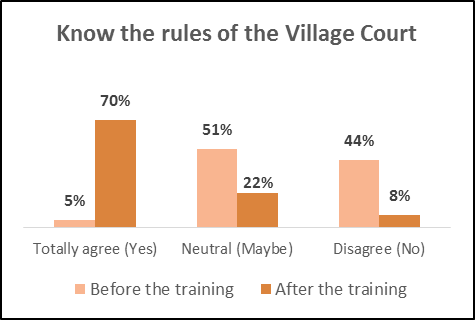 Know the rules of the Village Court
70%
51%
44%
22%
5%
8%
Totally agree (Yes) Neutral (Maybe) Disagree (No)
Before the training After the training